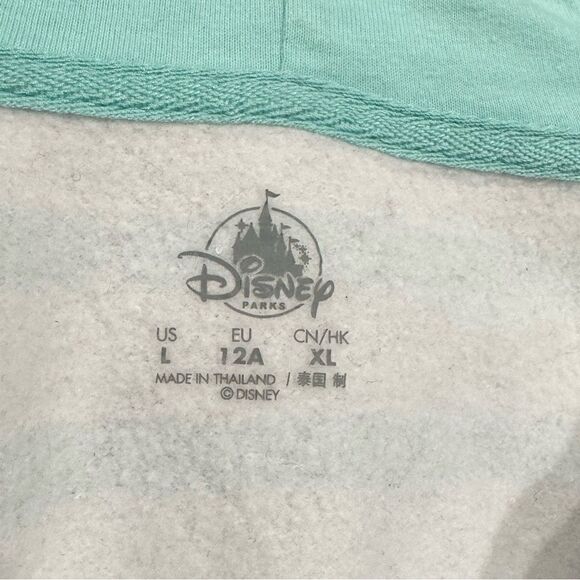 Disney
PARKS
US EU CN/HK
L 12A XL
MADE IN THAILAND / 泰国 制
© DISNEY